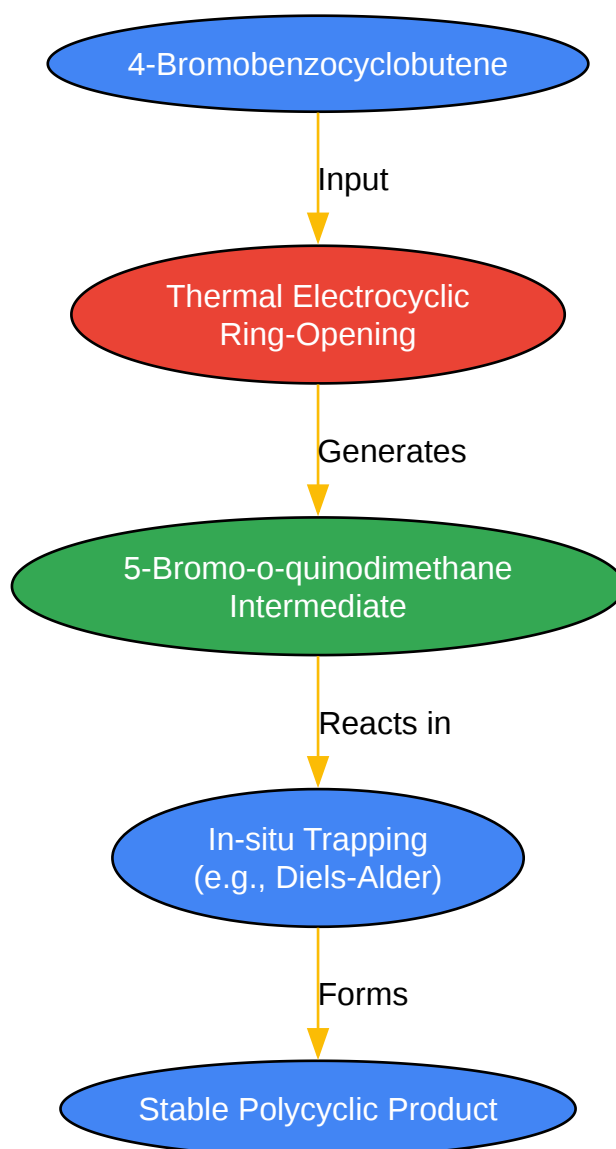 4-Bromobenzocyclobutene
Input
Thermal Electrocyclic
Ring-Opening
Generates
5-Bromo-o-quinodimethane
Intermediate
Reacts in
In-situ Trapping
(e.g., Diels-Alder)
Forms
Stable Polycyclic Product